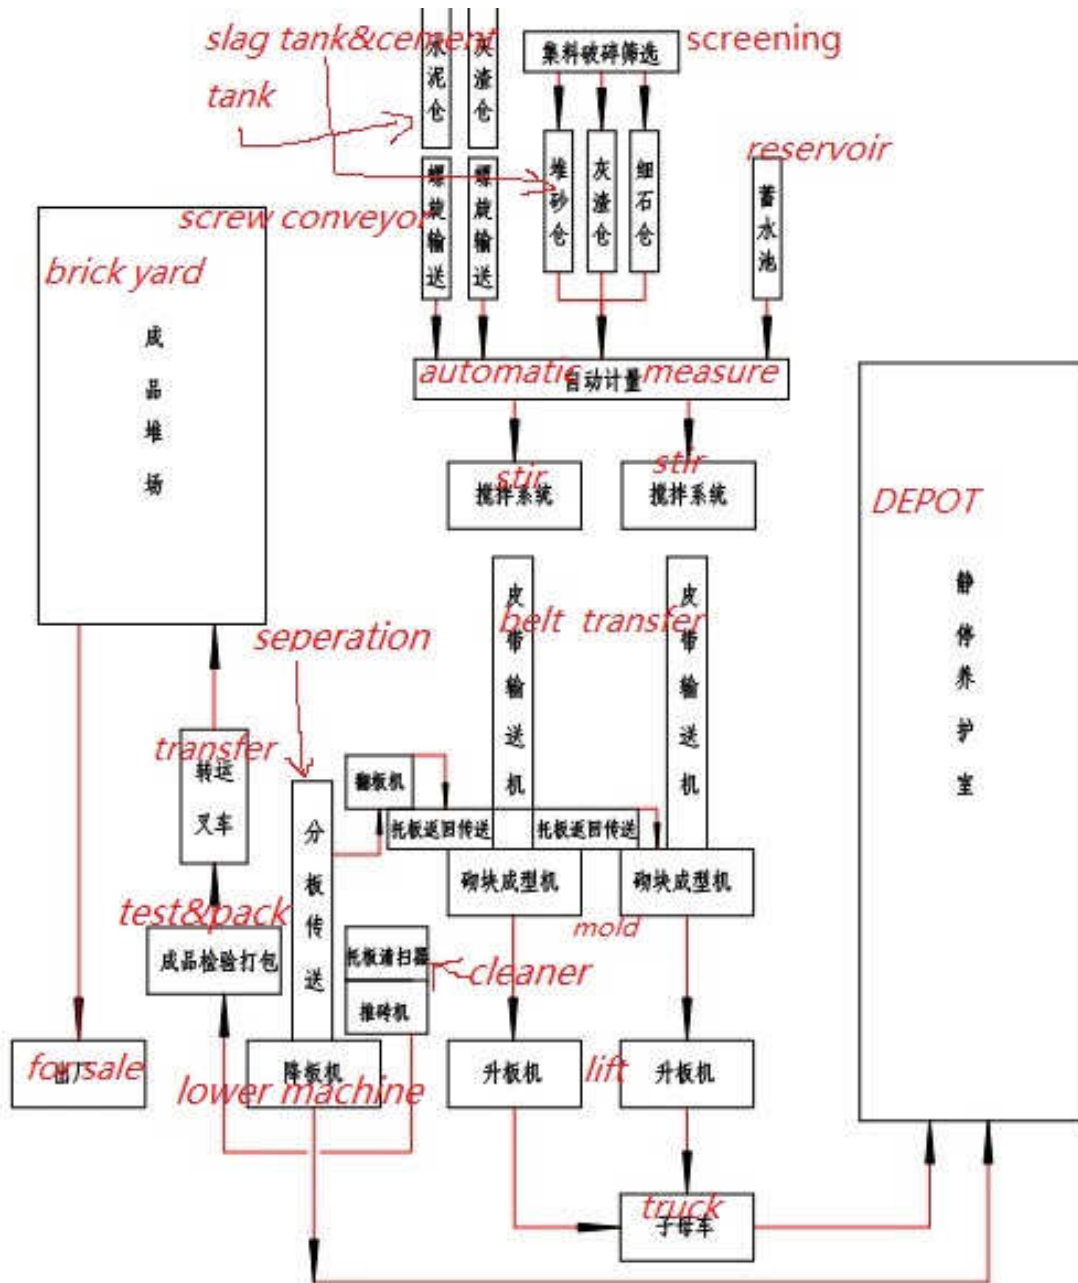 slag tank&cement
水泥仓
灰渣仓
集料破碎筛选
screening
tank
reservoir
螺旋输送
螺旋输送
堆砂仓
灰渣仓
细石仓
蓄水池
screw conveyor
brick yard
成品堆场
automatic measure
自动计量
stir
搅拌系统
stir
搅拌系统
DEPOT
静停养护室
皮带输送机
皮带输送机
belt transfer
seperation
transfer
转运叉车
分板传送
翻板机
托板返回传送
托板返回传送
砌块成型机
砌块成型机
test&pack
成品检验打包
mold
托板清扫器
cleaner
推砖机
for sale
出厂
lower machine
降板机
升板机
lift
升板机
truck
子母车